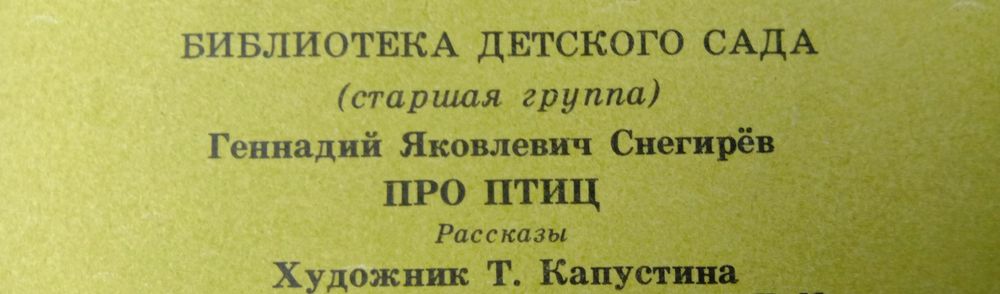 БИБЛИОТЕКА ДЕТСКОГО САДА
(старшая группа)
Геннадий Яковлевич Снегирёв
ПРО ПТИЦ
Рассказы
Художник Т. Капустина